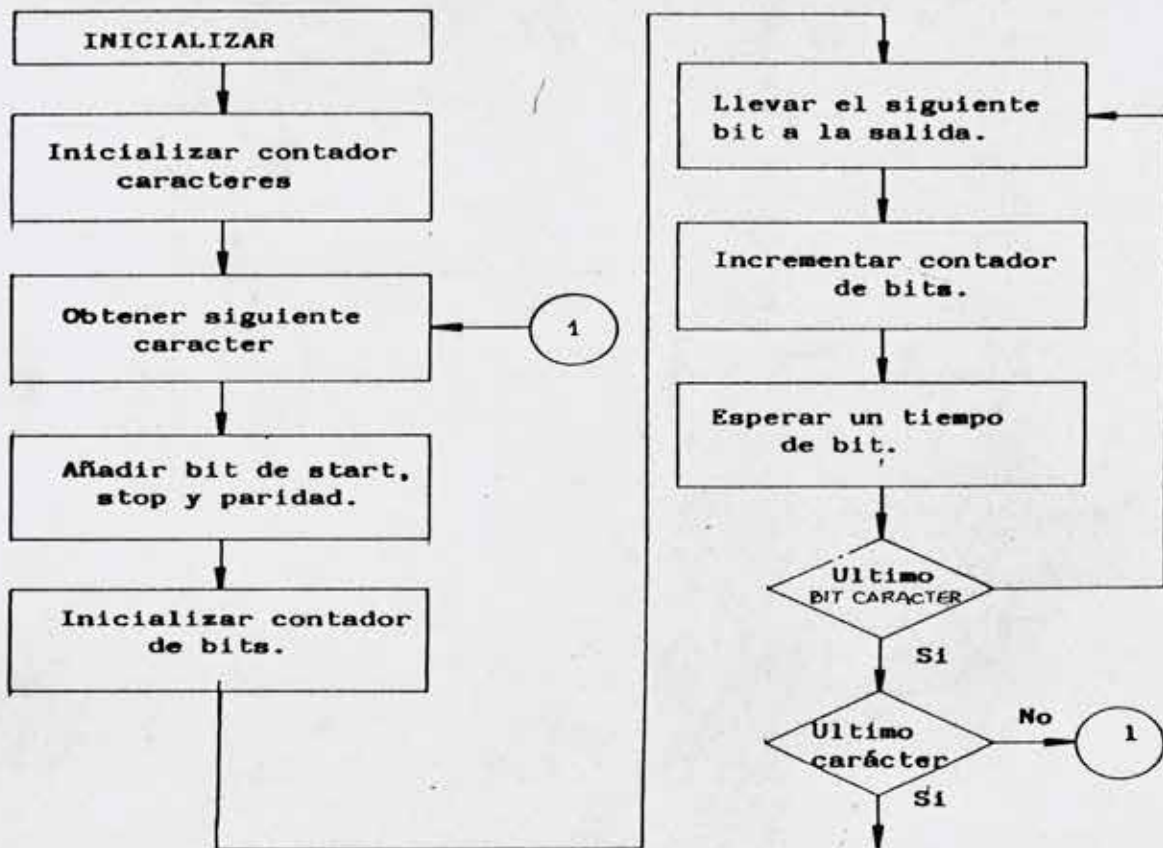 INICIALIZAR
Inicializar contador
caracteres
Obtener siguiente
caracter
1
Añadir bit de start,
stop y paridad.
Inicializar contador
de bits.
Llevar el siguiente
bit a la salida.
Incrementar contador
de bits.
Esperar un tiempo
de bit.
Ultimo
BIT CARACTER
Si
Ultimo
carácter
No
1
Si